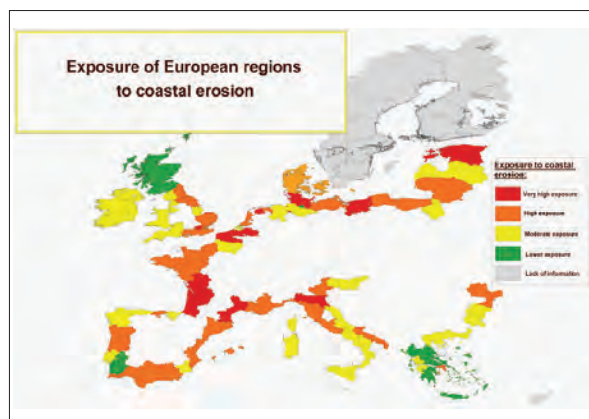 Exposure of European regions
to coastal erosion
Exposure to coastal
erosion:
Very high exposure
High exposure
Moderate exposure
Lower exposure
Lack of information